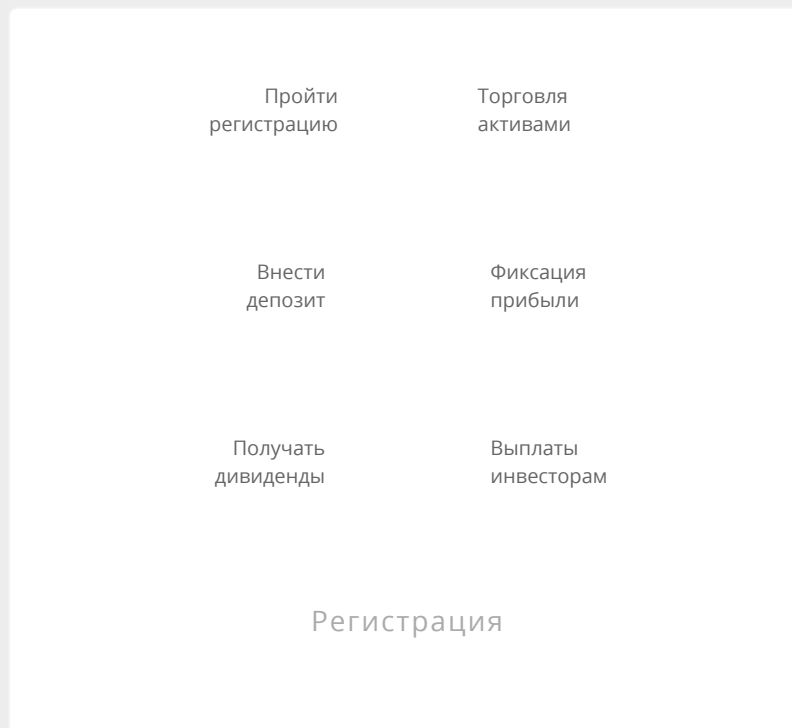 Пройти
регистрацию
Торговля
активами
Внести
депозит
Фиксация
прибыли
Получать
дивиденды
Выплаты
инвесторам
Регистрация